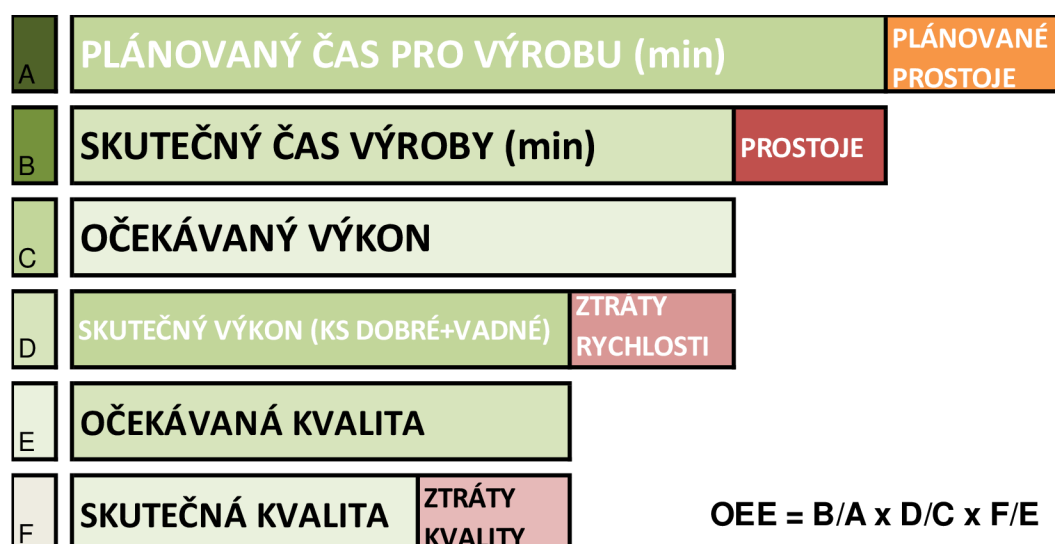 A
PLÁNOVANÝ ČAS PRO VÝROBU (min)
PLÁNOVANÉ
PROSTOJE
B
SKUTEČNÝ ČAS VÝROBY (min)
PROSTOJE
C
OČEKÁVANÝ VÝKON
D
SKUTEČNÝ VÝKON (KS DOBRÉ+VADNÉ)
ZTRÁTY
RYCHLOSTI
E
OČEKÁVANÁ KVALITA
F
SKUTEČNÁ KVALITA
ZTRÁTY
KVALITY
OEE = B/A x D/C x F/E